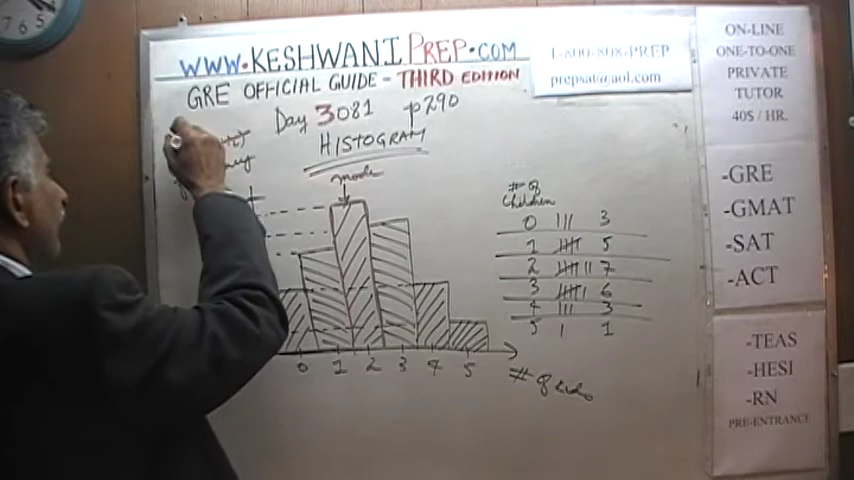 7 6 5
WWW.KESHWANIPREP.COM
GRE OFFICIAL GUIDE - THIRD EDITION
Day 3081 p290
HISTOGRAM
mode
0 1 2 3 4 5
# of kids
# of
Children
0 ||| 3
1 5
2 || 7
3 | 6
4 ||| 3
5 | 1
1-800-808-PREP
prepsat@aol.com
ON-LINE
ONE-TO-ONE
PRIVATE
TUTOR
40$ / HR.
-GRE
-GMAT
-SAT
-ACT
-TEAS
-HESI
-RN
PRE-ENTRANCE